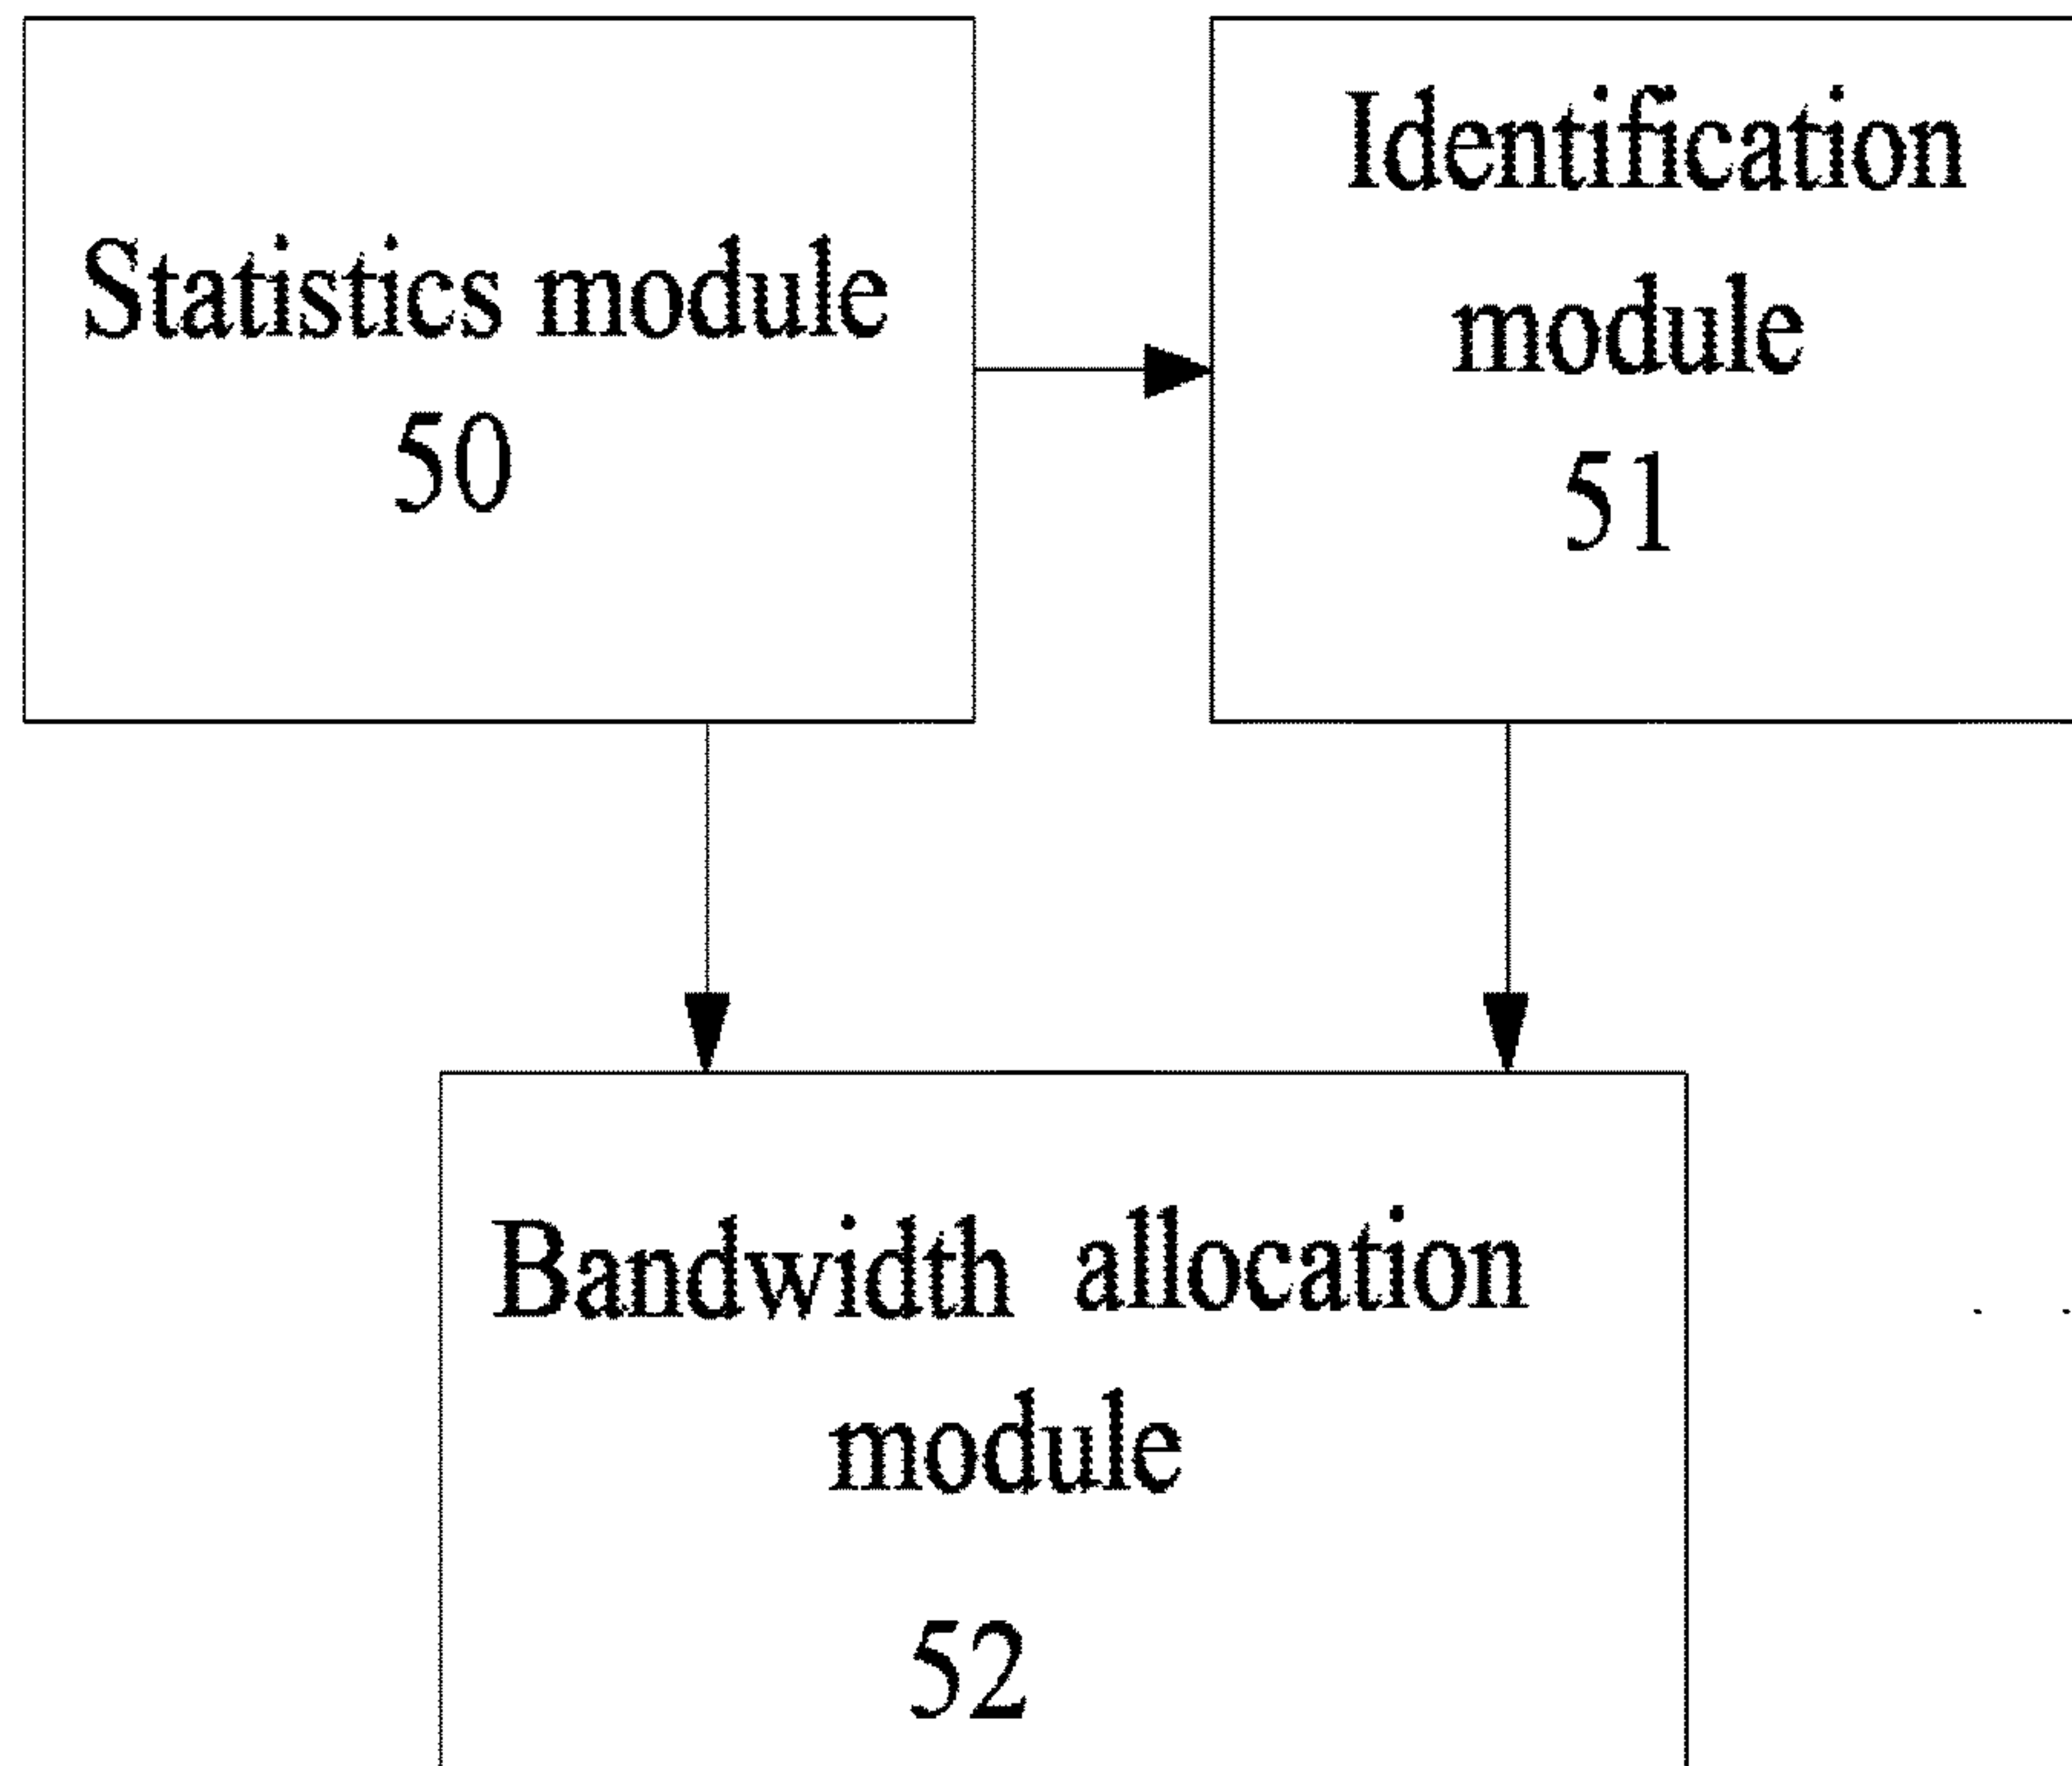 Statistics module
50
Identification
module
51
Bandwidth allocation
module
52